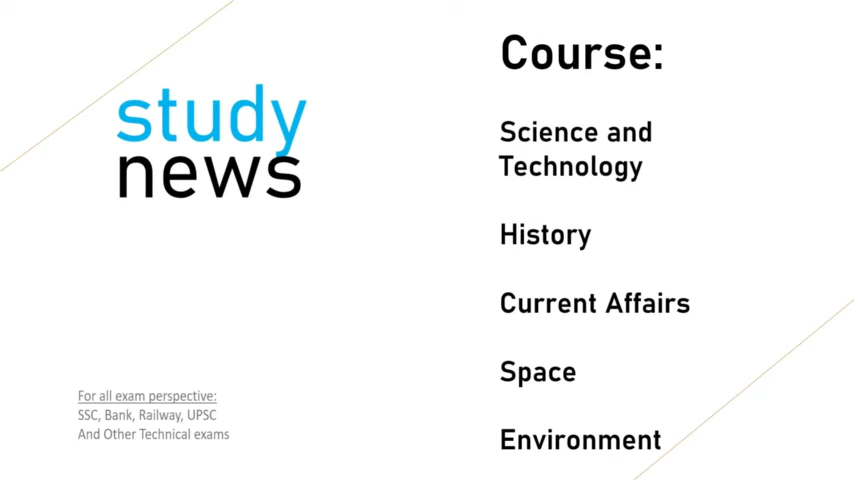 study
news
For all exam perspective:
SSC, Bank, Railway, UPSC
And Other Technical exams
Course:
Science and
Technology
History
Current Affairs
Space
Environment